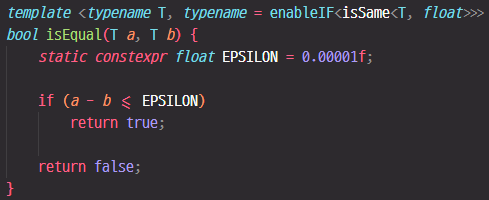 template <typename T, typename = enableIF<isSame<T, float>>>
bool isEqual(T a, T b) {
    static constexpr float EPSILON = 0.00001f;

    if (a - b ⩽ EPSILON)
        return true;

    return false;
}